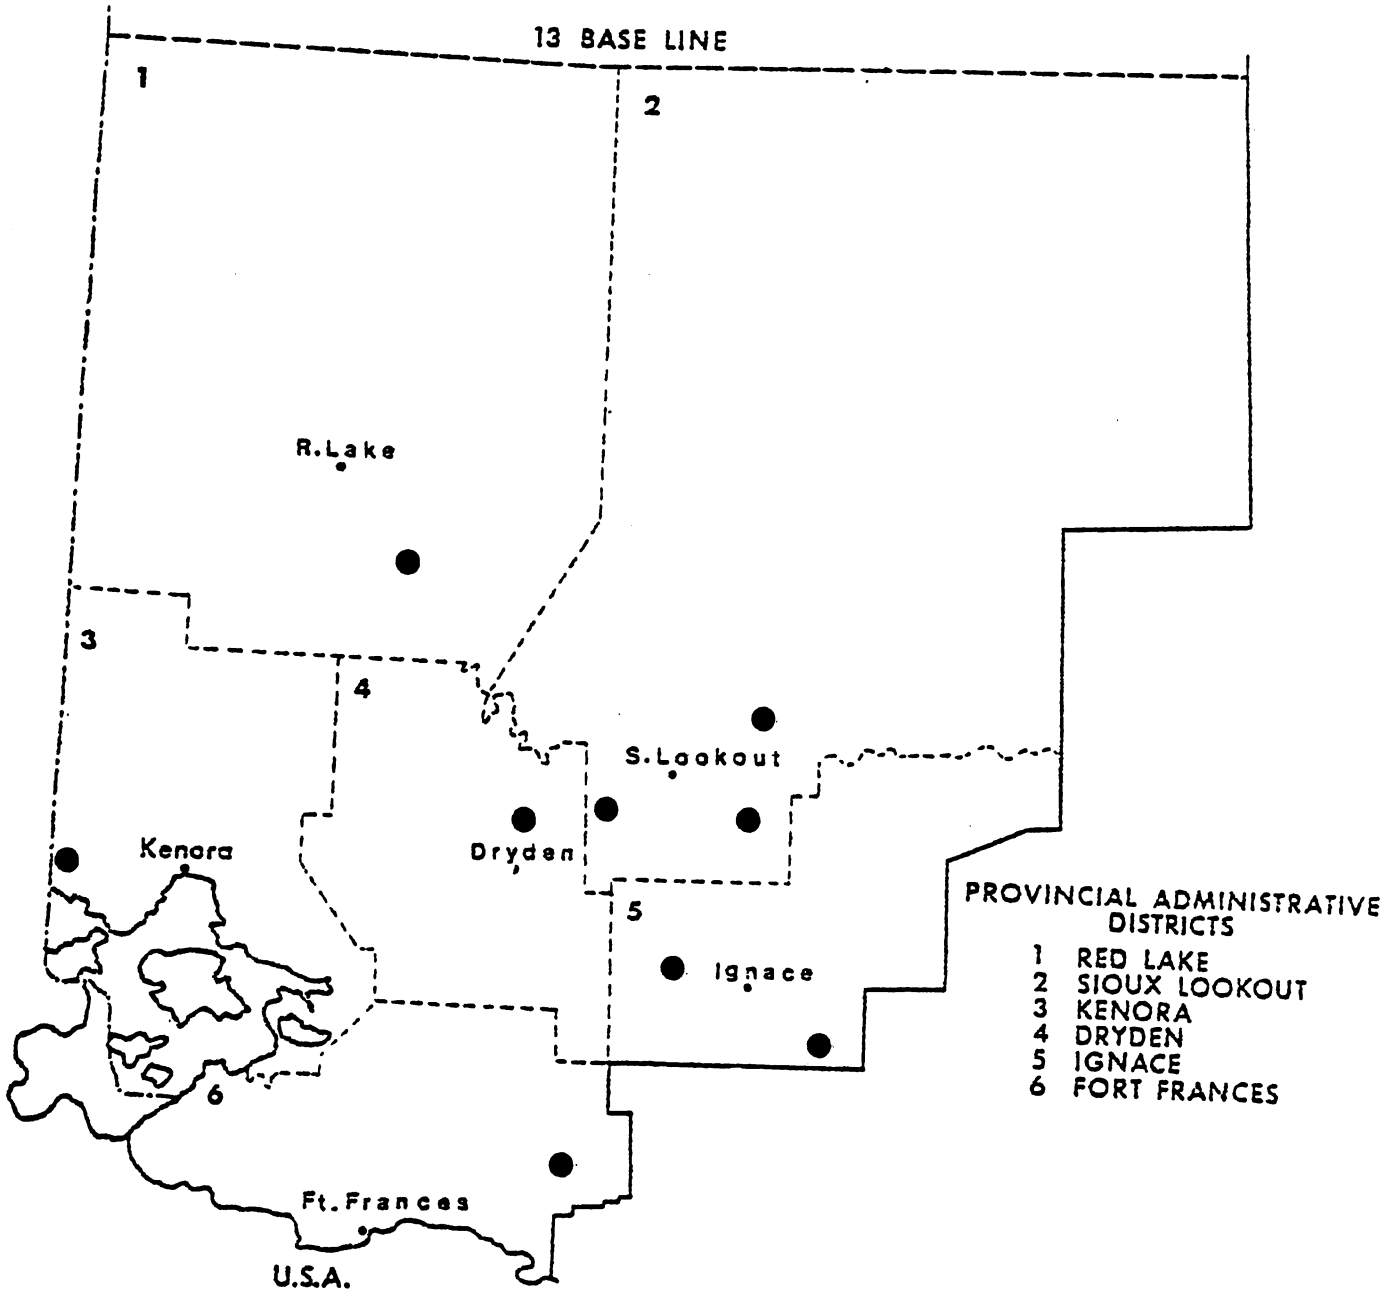 13 BASE LINE
1
2
R.Lake
3
4
S.Lookout
Kenora
Dryden
5
Ignace
6
Ft.Frances
U.S.A.
PROVINCIAL ADMINISTRATIVE
DISTRICTS
1 RED LAKE
2 SIOUX LOOKOUT
3 KENORA
4 DRYDEN
5 IGNACE
6 FORT FRANCES